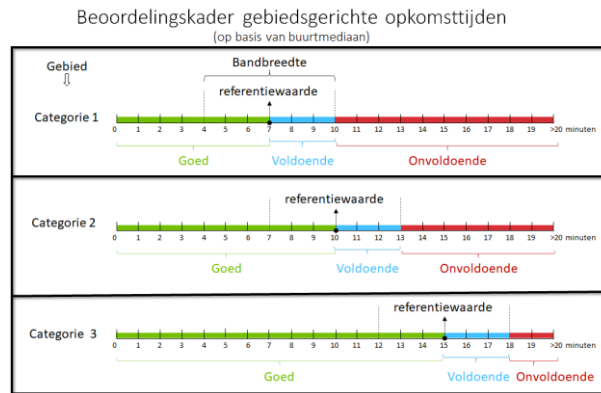 Beoordelingskader gebiedsgerichte opkomsttijden
(op basis van buurtmediaan)
Gebied
Bandbreedte
referentiewaarde
Categorie 1
0 1 2 3 4 5 6 7 8 9 10 11 12 13 14 15 16 17 18 19 >20 minuten
Goed Voldoende Onvoldoende
referentiewaarde
Categorie 2
0 1 2 3 4 5 6 7 8 9 10 11 12 13 14 15 16 17 18 19 >20 minuten
Goed Voldoende Onvoldoende
referentiewaarde
Categorie 3
0 1 2 3 4 5 6 7 8 9 10 11 12 13 14 15 16 17 18 19 >20 minuten
Goed Voldoende Onvoldoende